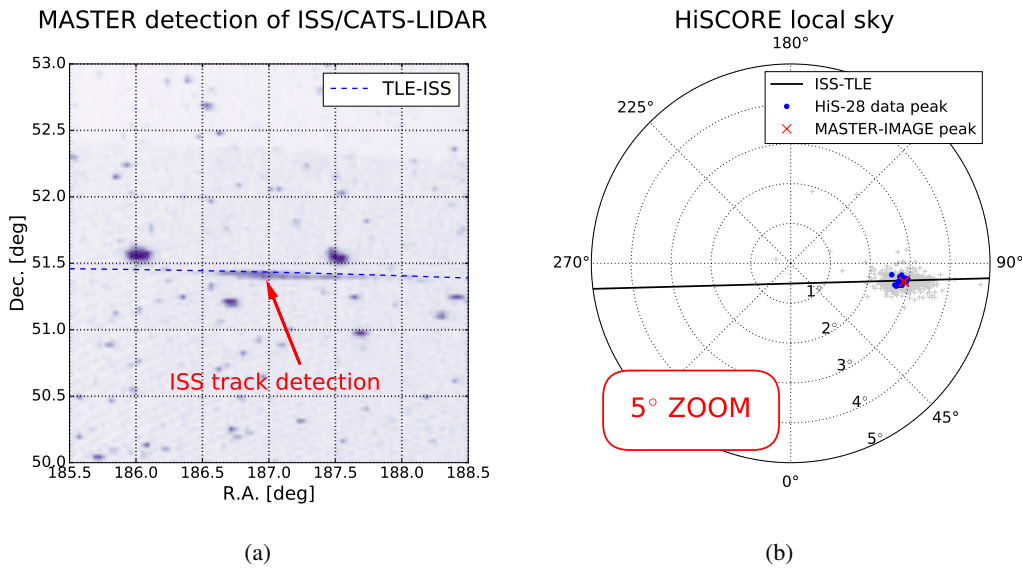 MASTER detection of ISS/CATS-LIDAR
53.0
52.5
52.0
51.5
51.0
50.5
50.0
Dec. [deg]
TLE-ISS
ISS track detection
185.5 186.0 186.5 187.0 187.5 188.0 188.5
R.A. [deg]
(a)
HiSCORE local sky
180°
225°
270°
90°
45°
0°
ISS-TLE
HiS-28 data peak
MASTER-IMAGE peak
1°
2°
3°
4°
5°
5° ZOOM
(b)